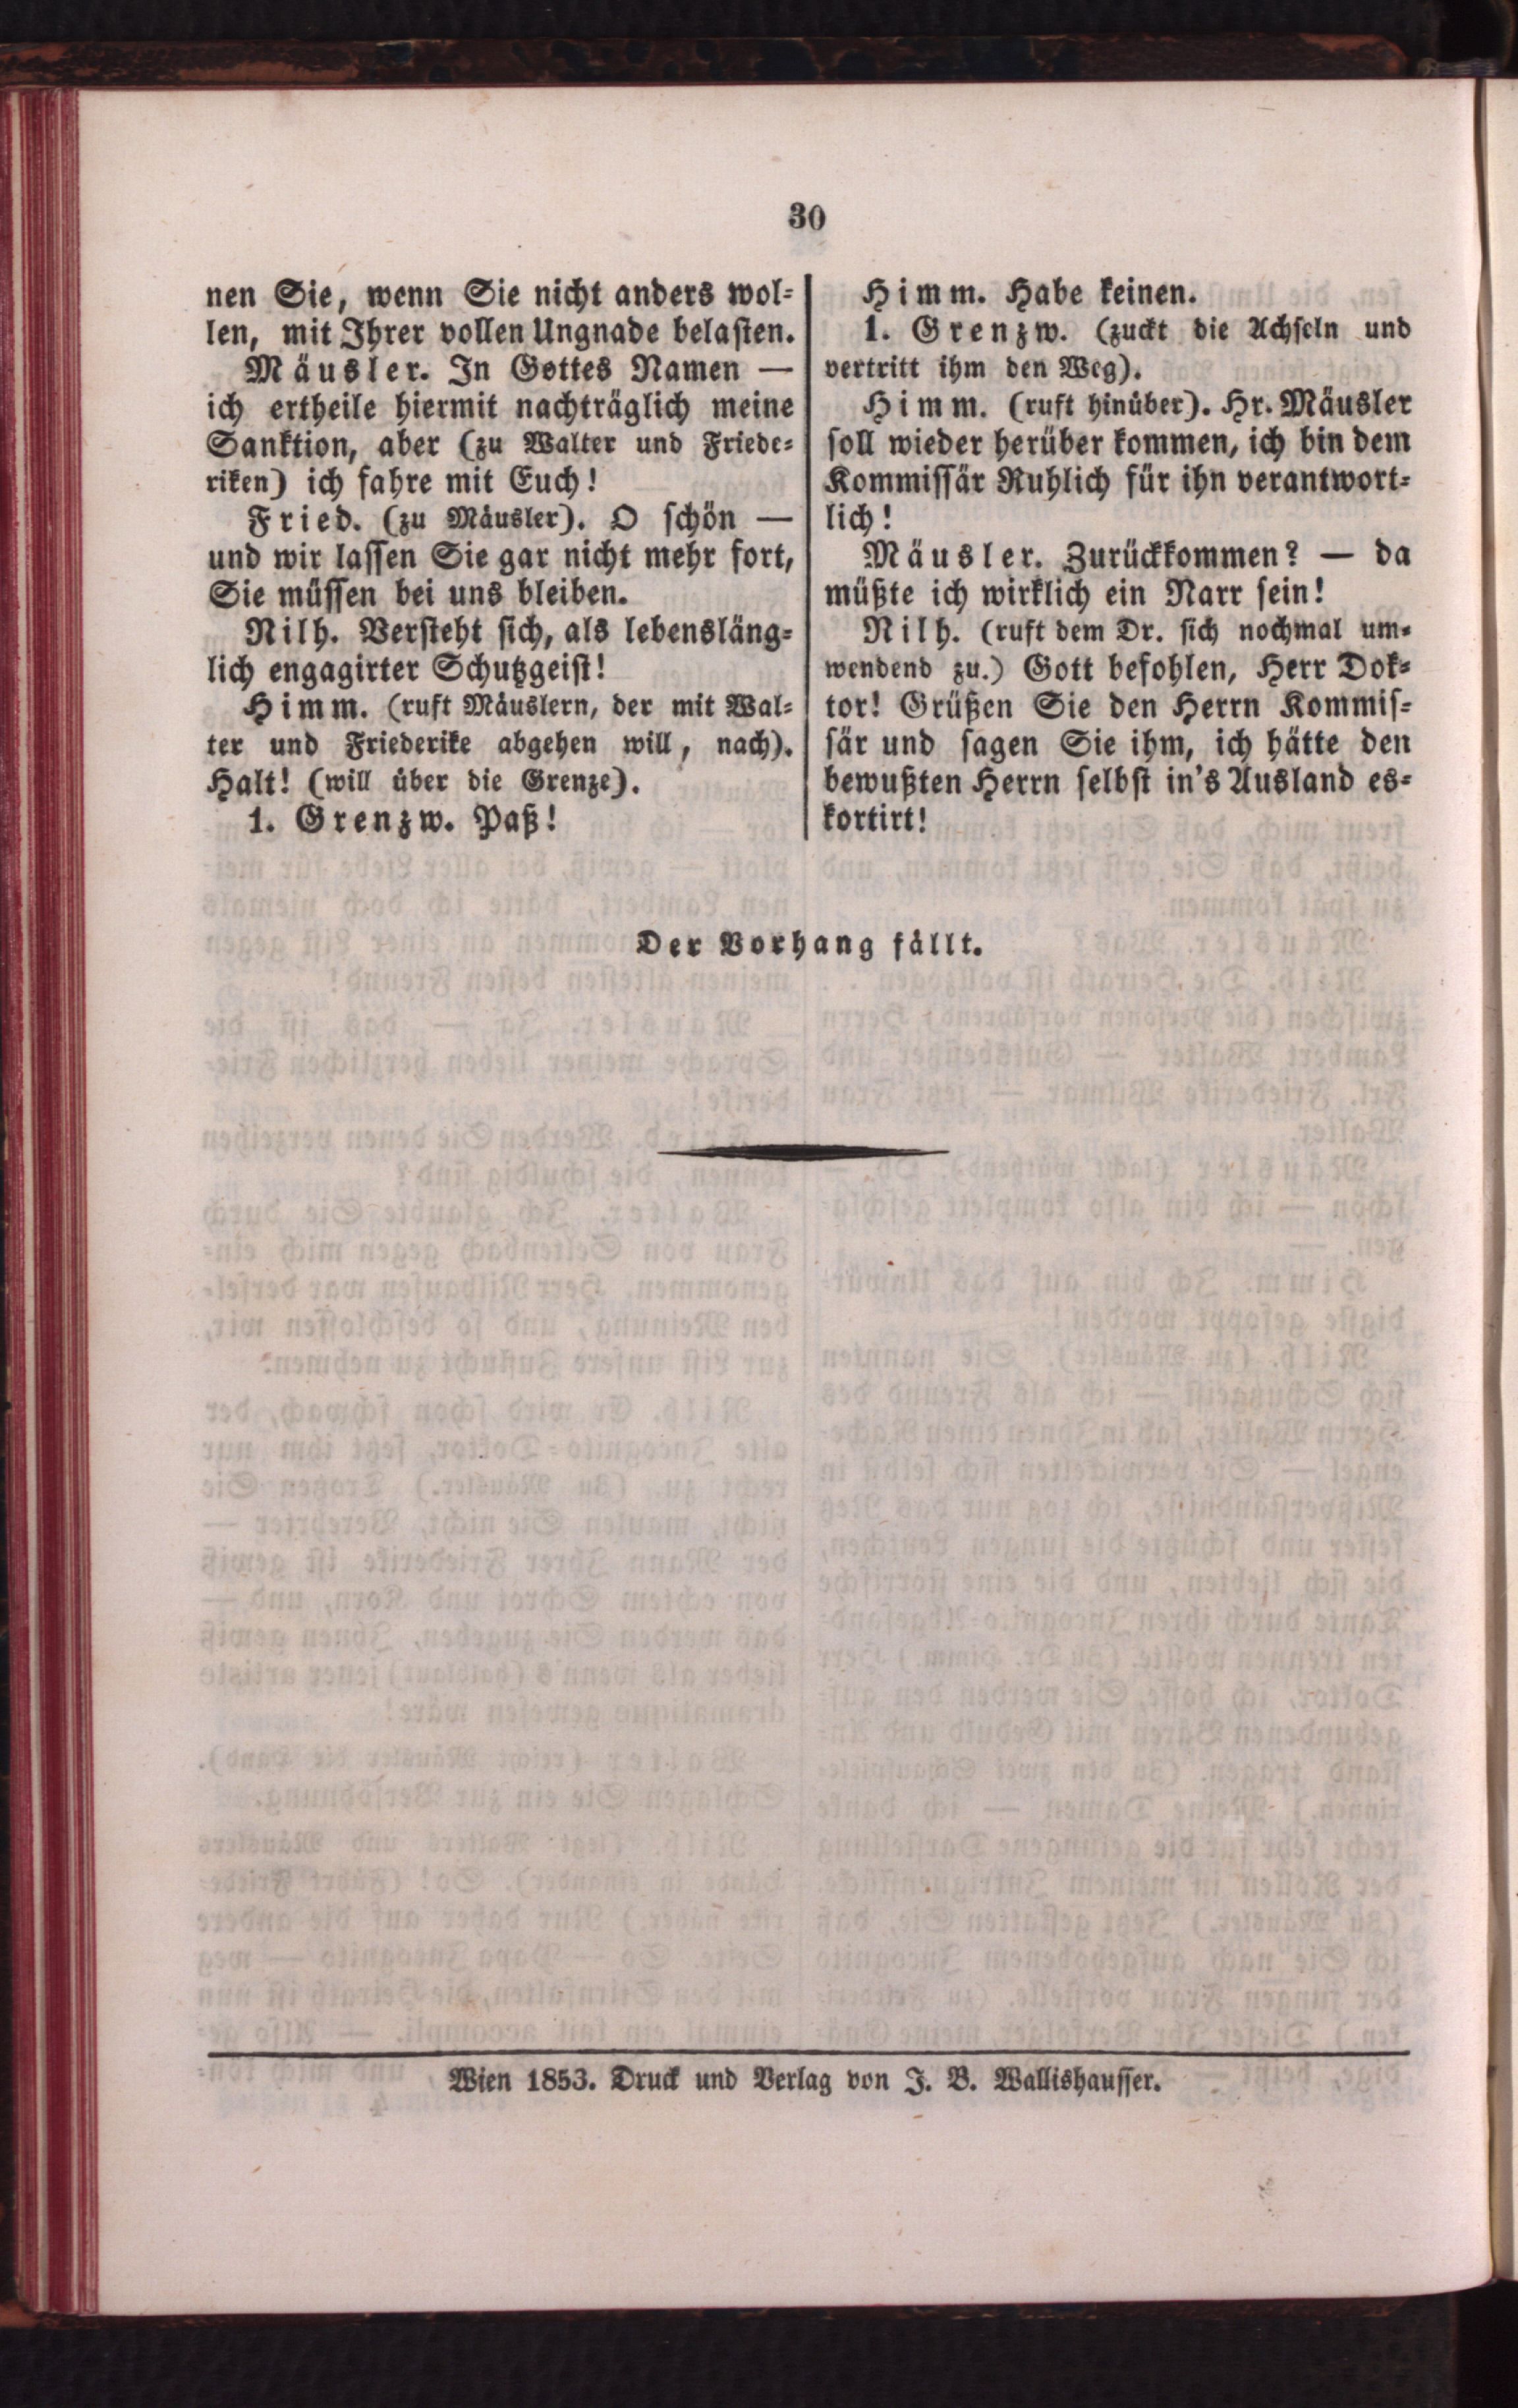 30
nen Sie, wenn Sie nicht anders wol-
len, mit Ihrer vollen Ungnade belasten.
Mäusler. In Gottes Namen —
ich ertheile hiermit nachträglich meine
Sanktion, aber (zu Walter und Friede-
riken) ich fahre mit Euch!
Fried. (zu Mäusler). O schön —
und wir lassen Sie gar nicht mehr fort,
Sie müssen bei uns bleiben.
Nilh. Versteht sich, als lebensläng-
lich engagirter Schutzgeist!
Himm. (ruft Mäuslern, der mit Wal-
ter und Friederike abgehen will, nach).
Halt! (will über die Grenze).
1. Grenzw. Paß!
Himm. Habe keinen.
1. Grenzw. (zuckt die Achseln und
vertritt ihm den Weg).
Himm. (ruft hinüber). Hr. Mäusler
soll wieder herüber kommen, ich bin dem
Kommissär Ruhlich für ihn verantwort-
lich!
Mäusler. Zurückkommen? — da
müßte ich wirklich ein Narr sein!
Nilh. (ruft dem Dr. sich nochmal um-
wendend zu.) Gott befohlen, Herr Dok-
tor! Grüßen Sie den Herrn Kommis-
sär und sagen Sie ihm, ich hätte den
bewußten Herrn selbst in's Ausland es-
kortirt!
Der Vorhang fällt.
Wien 1853. Druck und Verlag von J. B. Wallishausser.